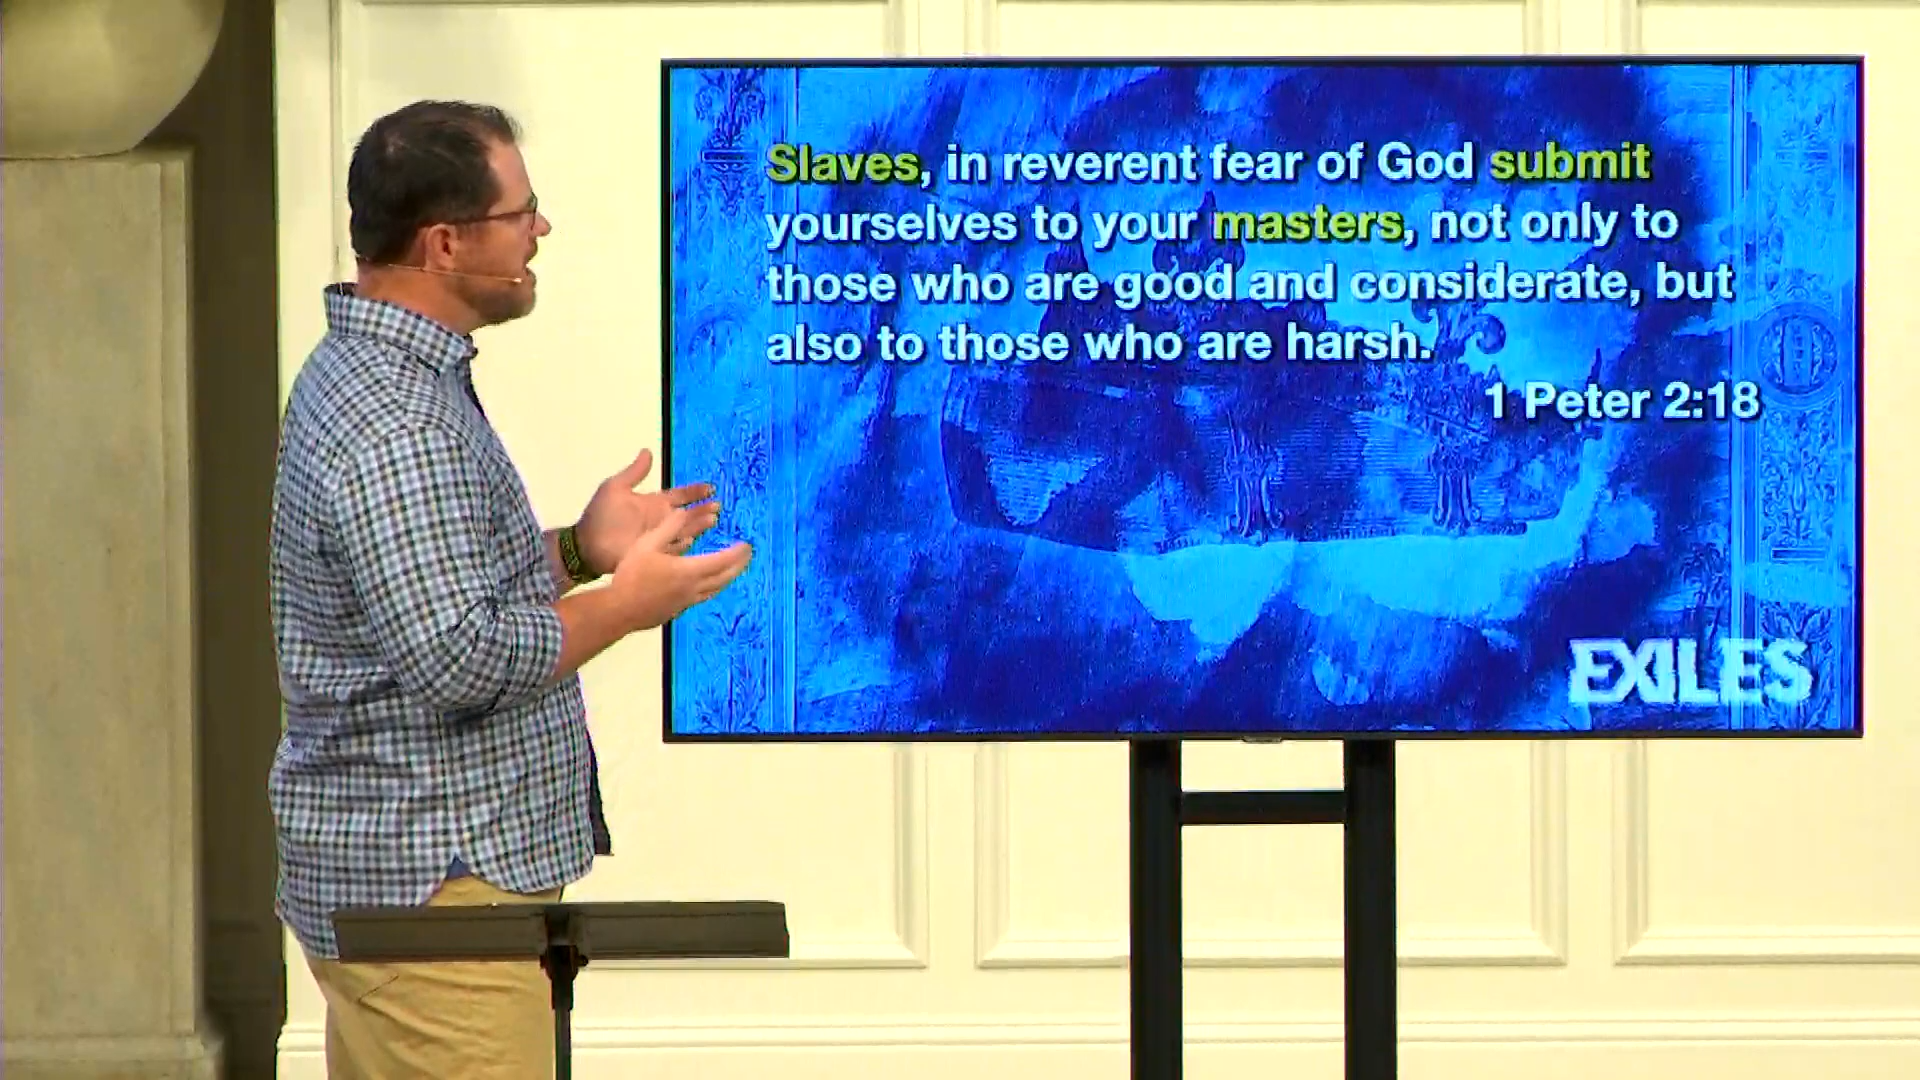 Slaves, in reverent fear of God submit
yourselves to your masters, not only to
those who are good and considerate, but
also to those who are harsh.
1 Peter 2:18
EXILES